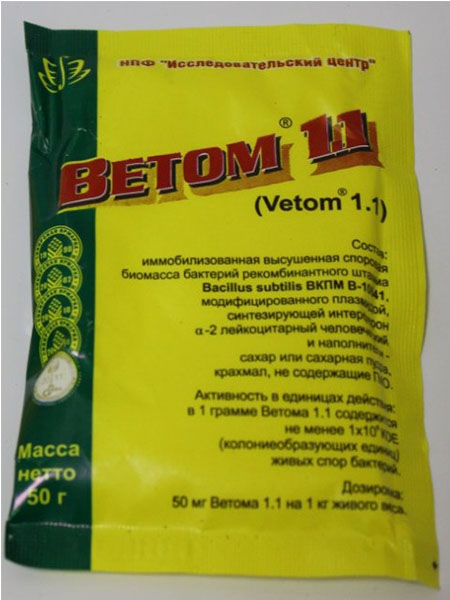 НПФ "Исследовательский центр"
ВЕТОМ® 1.1
(Vetom® 1.1)
Состав:
иммобилизованная высушенная споровая
биомасса бактерий рекомбинантного штамма
Bacillus subtilis ВКПМ В-10641,
модифицированного плазмидой,
синтезирующей интерферон
α-2 лейкоцитарный человеческий
и наполнитель -
сахар или сахарная пудра,
крахмал, не содержащие ГМО.
Активность в единицах действия:
в 1 грамме Ветома 1.1 содержится
не менее 1х10⁶ КОЕ
(колониеобразующих единиц)
живых спор бактерий.
Дозировка:
50 мг Ветома 1.1 на 1 кг живого веса.
Масса
нетто
50 г